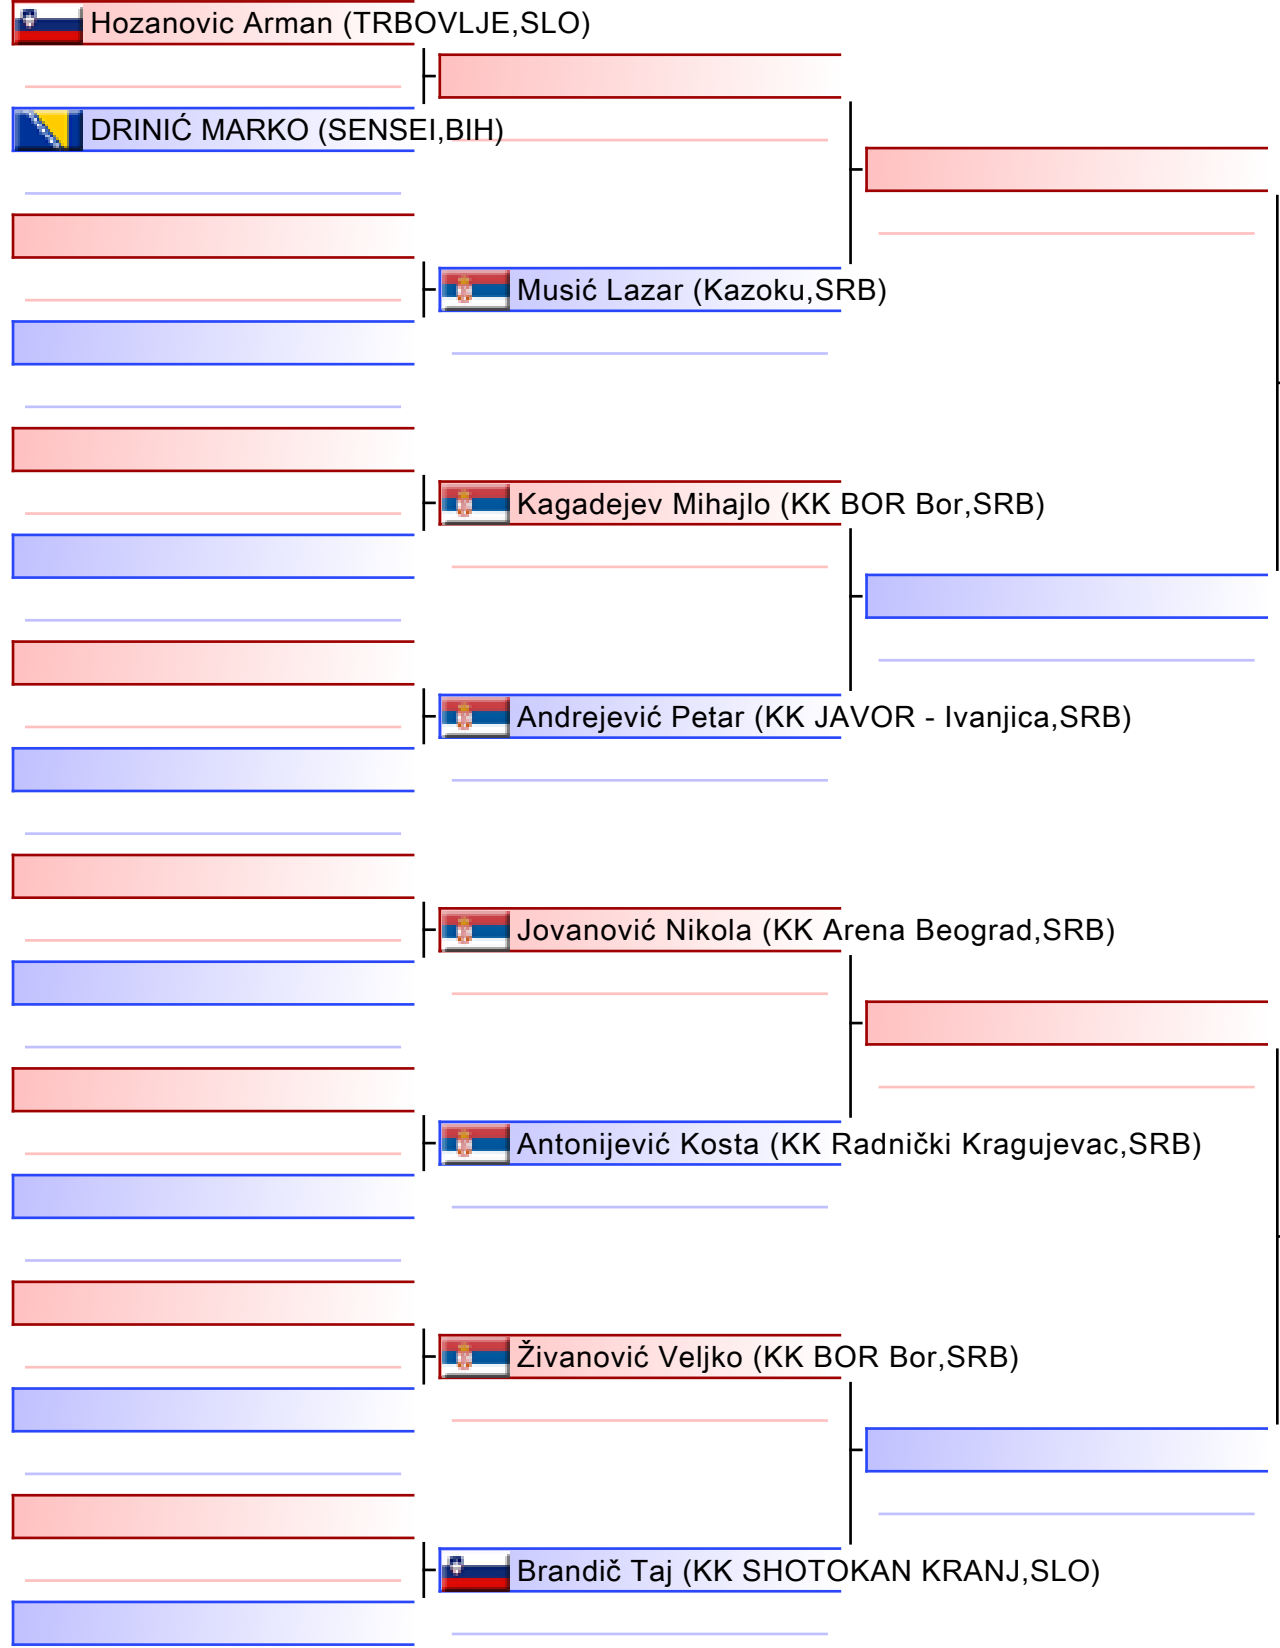 Hozanovic Arman (TRBOVLJE,SLO)
DRINIĆ MARKO (SENSEI,BIH)
Musić Lazar (Kazoku,SRB)
Kagadejev Mihajlo (KK BOR Bor,SRB)
Andrejević Petar (KK JAVOR - Ivanjica,SRB)
Jovanović Nikola (KK Arena Beograd,SRB)
Antonijević Kosta (KK Radnički Kragujevac,SRB)
Živanović Veljko (KK BOR Bor,SRB)
Brandič Taj (KK SHOTOKAN KRANJ,SLO)